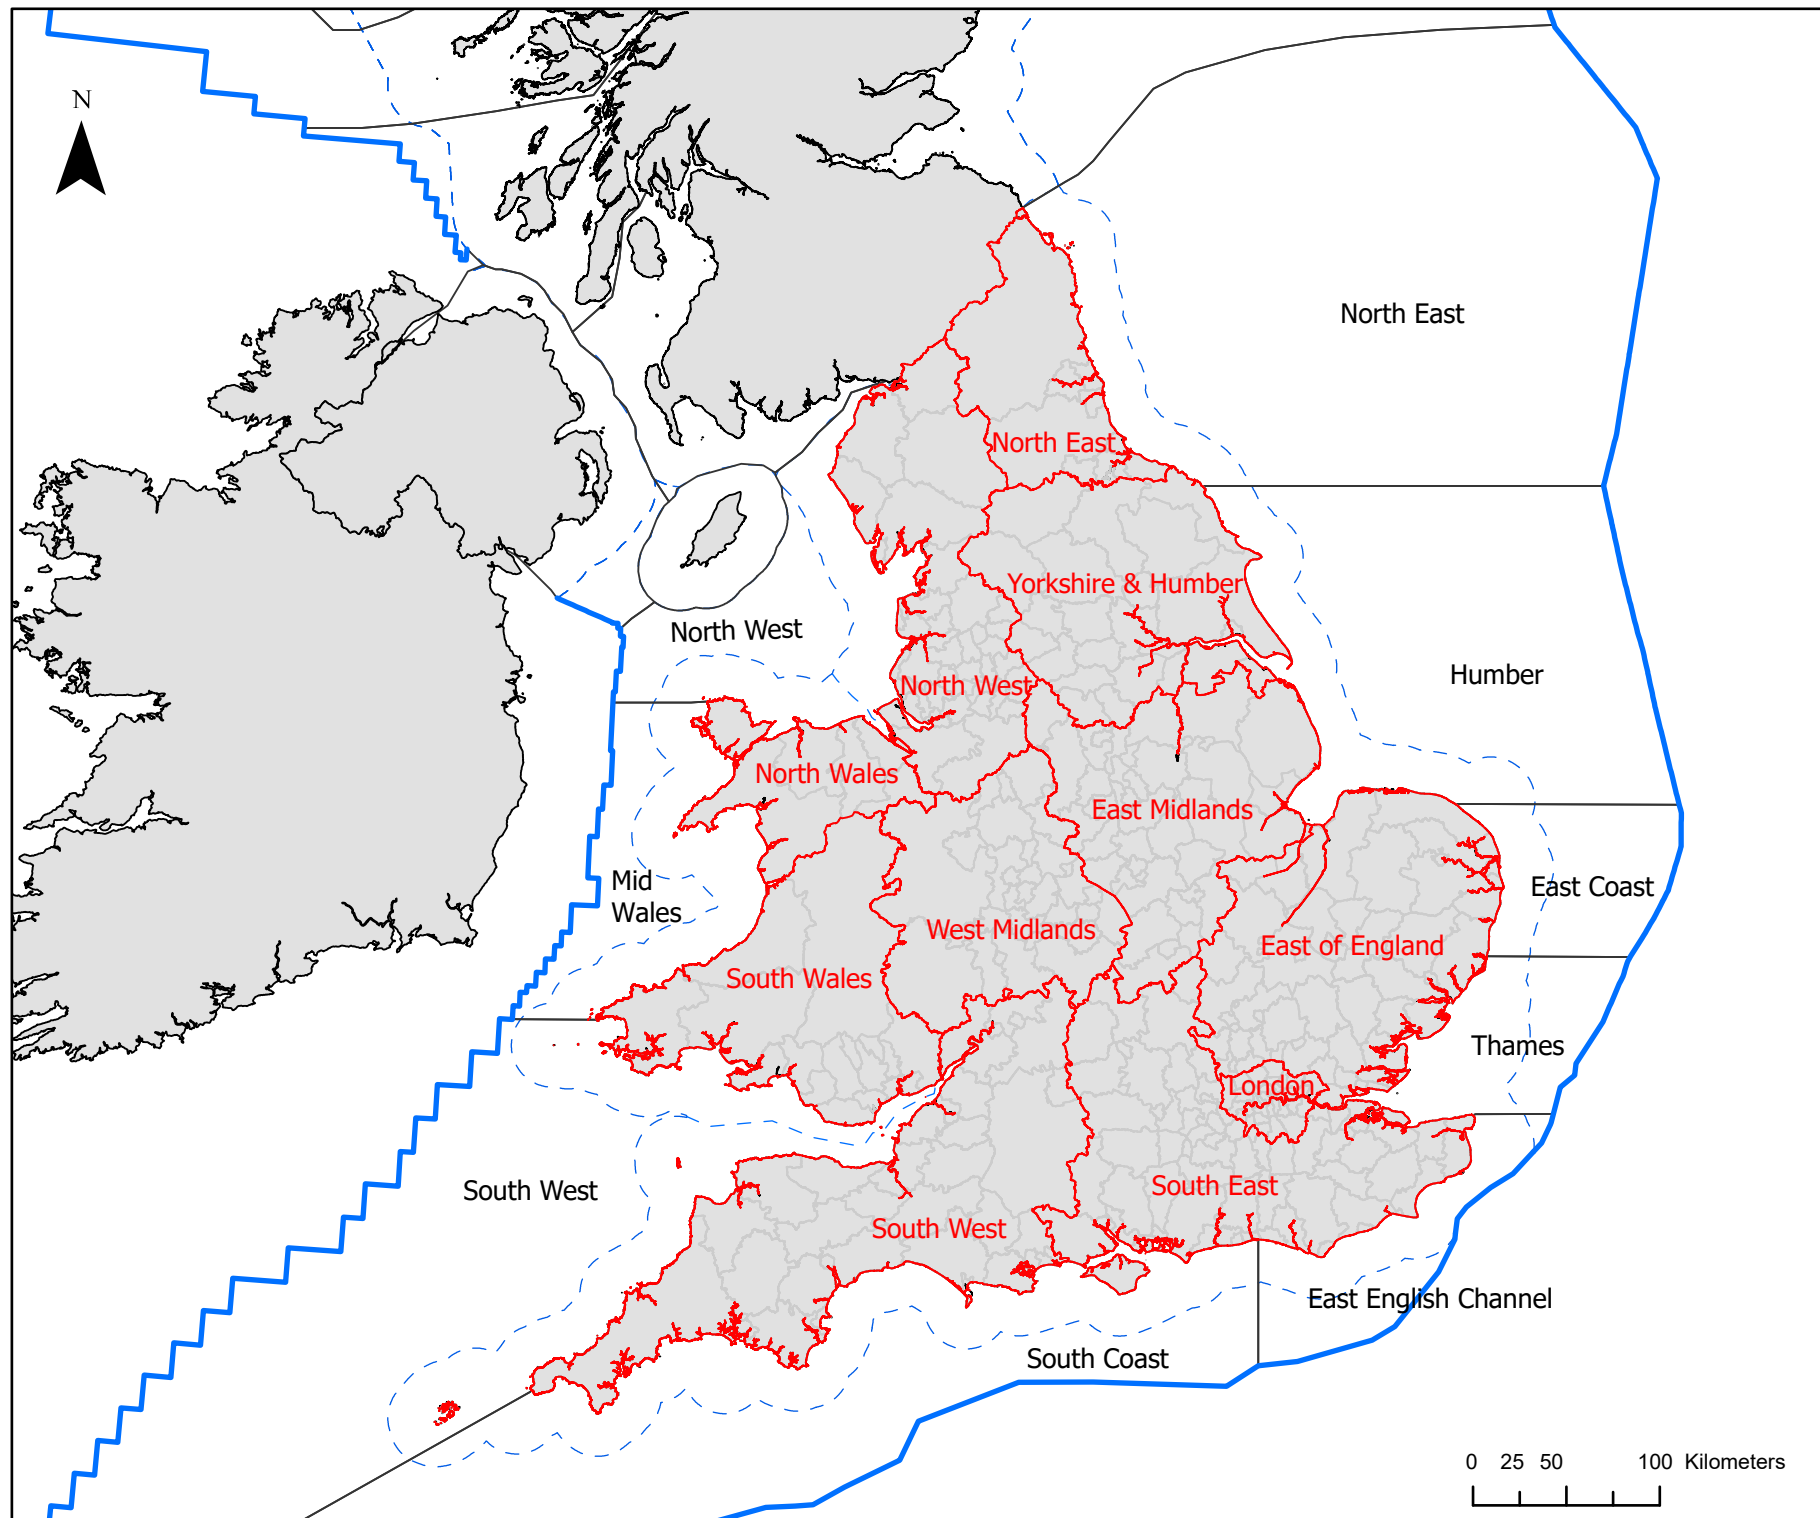 N
North East
North East
Yorkshire & Humber
North West
Humber
North West
North Wales
East Midlands
Mid
Wales
East Coast
West Midlands
East of England
South Wales
Thames
London
South West
South East
South West
East English Channel
South Coast
0 25 50 100 Kilometers